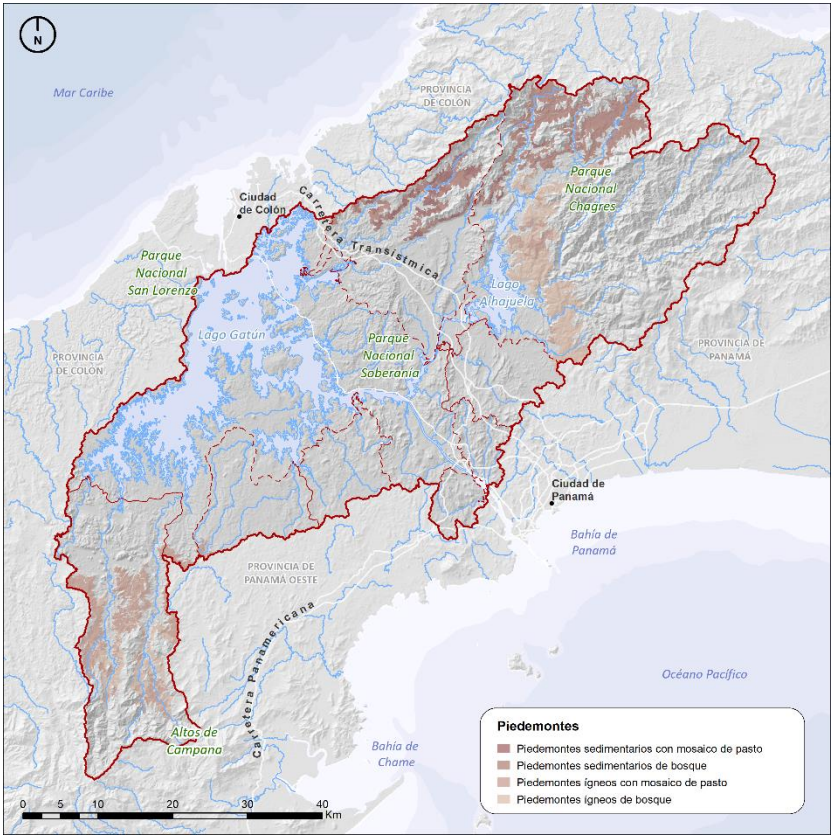 N
Mar Caribe
PROVINCIA
DE COLÓN
Ciudad
de Colón
Carretera Transístmica
Parque
Nacional
Chagres
Parque
Nacional
San Lorenzo
Lago
Alhajuela
Lago Gatún
Parque
Nacional
Soberanía
PROVINCIA
DE COLÓN
PROVINCIA DE
PANAMÁ
Ciudad de
Panamá
Bahía de
Panamá
PROVINCIA DE
PANAMÁ OESTE
Carretera Panamericana
Océano Pacífico
Altos de
Campana
Bahía de
Chame
Piedemontes
Piedemontes sedimentarios con mosaico de pasto
Piedemontes sedimentarios de bosque
Piedemontes ígneos con mosaico de pasto
Piedemontes ígneos de bosque
0 5 10 20 30 40
Km